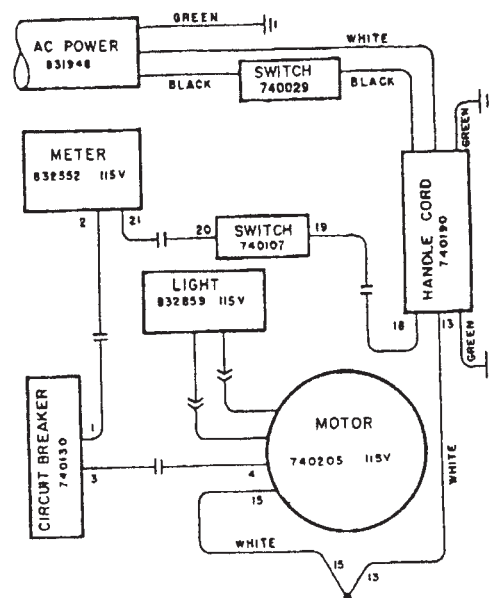 GREEN
AC POWER
831948
WHITE
BLACK
SWITCH
740029
BLACK
GREEN
METER
832552 115V
2
21
20
SWITCH
740107
19
HANDLE CORD
740190
LIGHT
832859 115V
18
13
GREEN
CIRCUIT BREAKER
740130
1
3
4
MOTOR
740205 115V
15
WHITE
WHITE
15
13